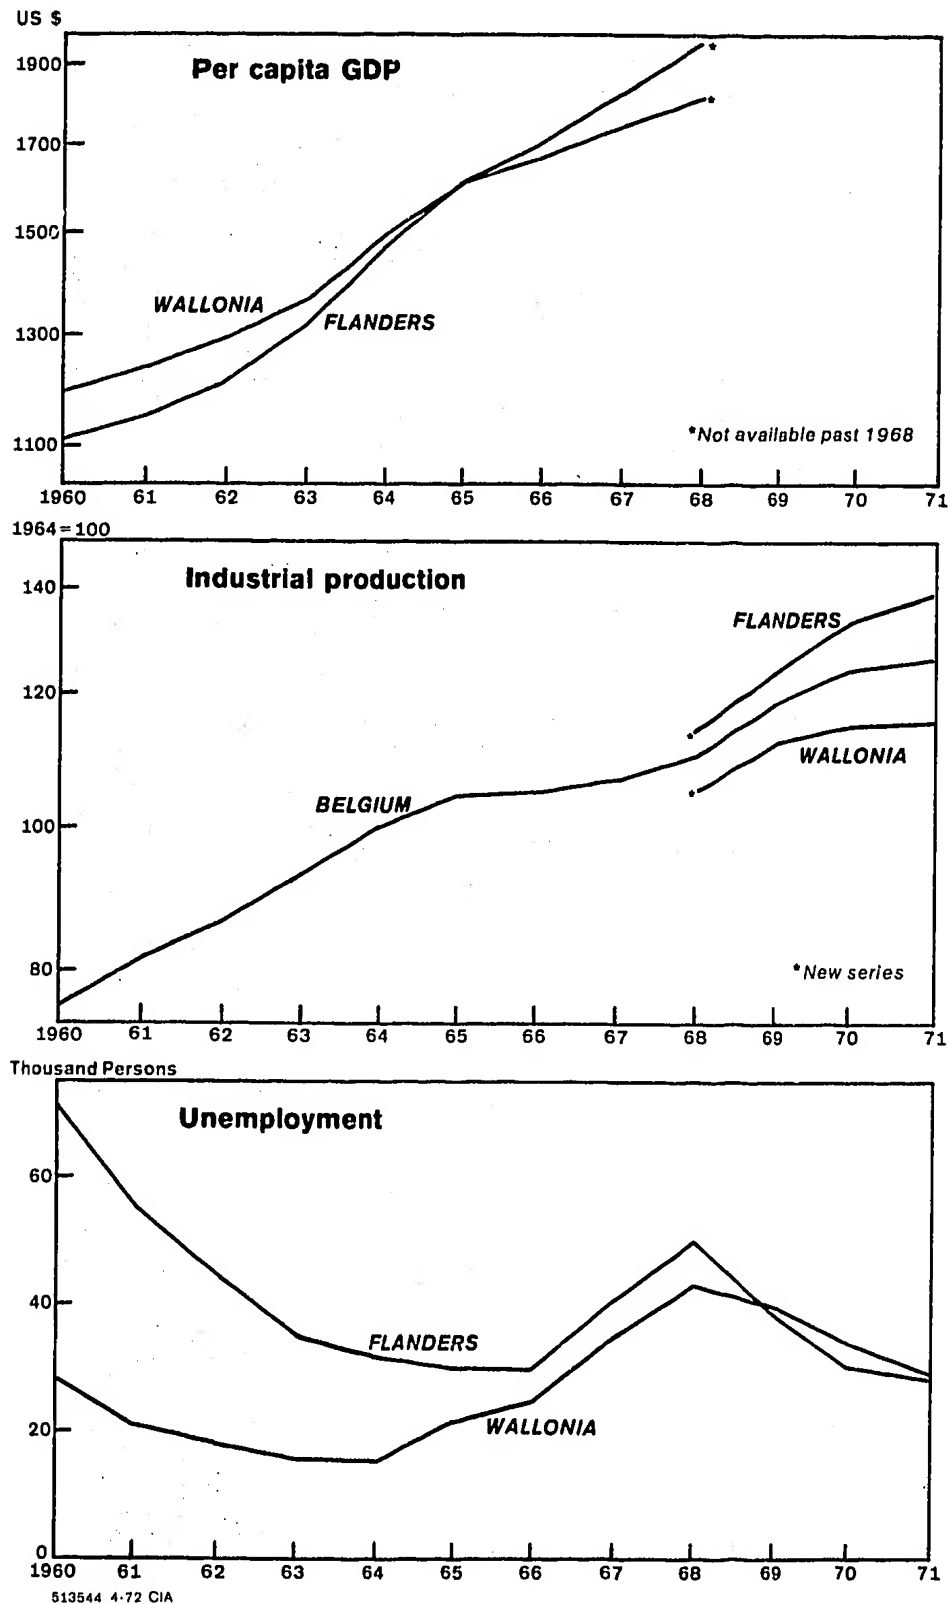 US $
Per capita GDP
1900
1700
1500
1300
1100
WALLONIA
FLANDERS
*Not available past 1968
1960 61 62 63 64 65 66 67 68 69 70 71
1964=100
Industrial production
140
120
100
80
FLANDERS
WALLONIA
BELGIUM
*New series
1960 61 62 63 64 65 66 67 68 69 70 71
Thousand Persons
Unemployment
60
40
20
0
FLANDERS
WALLONIA
1960 61 62 63 64 65 66 67 68 69 70 71
513544 4-72 CIA